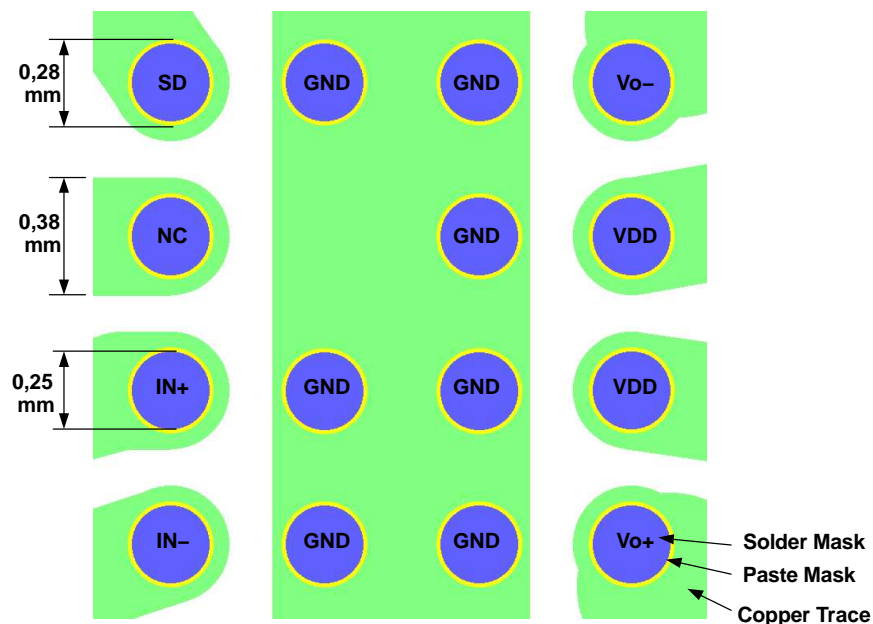 0,28
mm
SD
GND
GND
Vo–
0,38
mm
NC
GND
VDD
0,25
mm
IN+
GND
GND
VDD
IN–
GND
GND
Vo+
Solder Mask
Paste Mask
Copper Trace